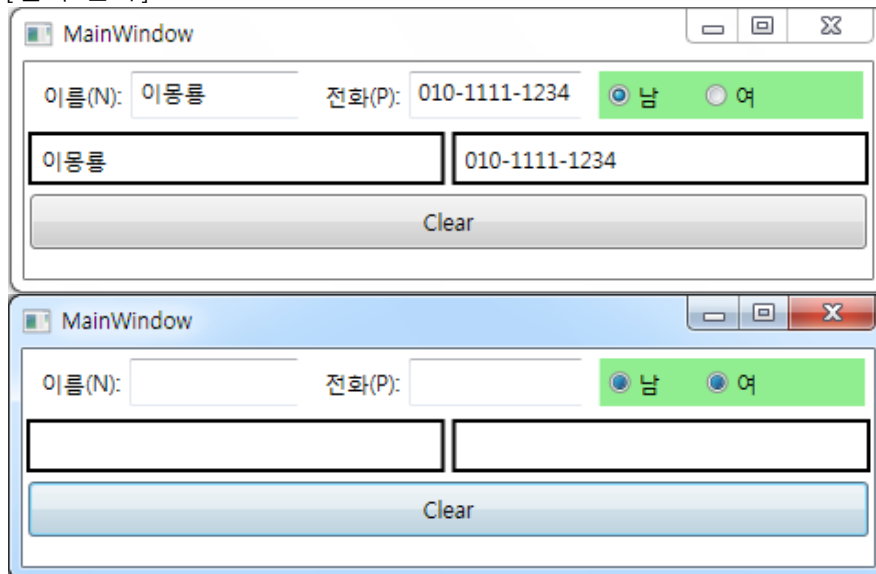 MainWindow
이름(N): 이몽룡 전화(P): 010-1111-1234 남 여
이몽룡 010-1111-1234
Clear
MainWindow
이름(N): 전화(P): 남 여
Clear